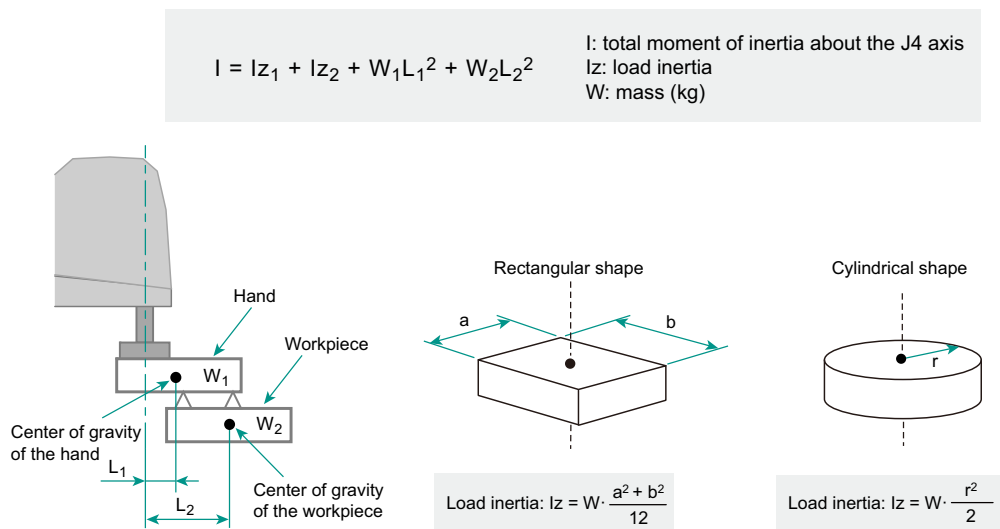 I = Iz₁ + Iz₂ + W₁L₁² + W₂L₂²
I: total moment of inertia about the J4 axis
Iz: load inertia
W: mass (kg)
Hand
Workpiece
W₁
W₂
Center of gravity
of the hand
L₁
L₂
Center of gravity
of the workpiece
Rectangular shape
a
b
Load inertia: Iz = W· a² + b² / 12
Cylindrical shape
r
Load inertia: Iz = W· r² / 2